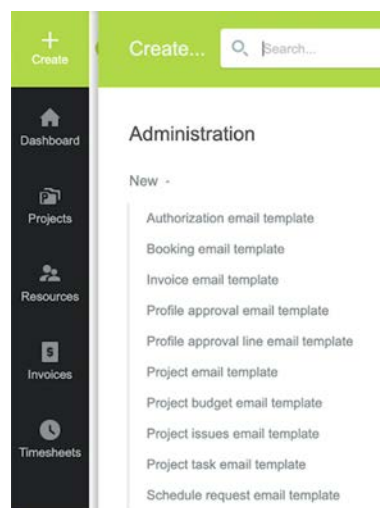 Create
Dashboard
Projects
Resources
Invoices
Timesheets
Create...
Search...
Administration
New -
Authorization email template
Booking email template
Invoice email template
Profile approval email template
Profile approval line email template
Project email template
Project budget email template
Project issues email template
Project task email template
Schedule request email template